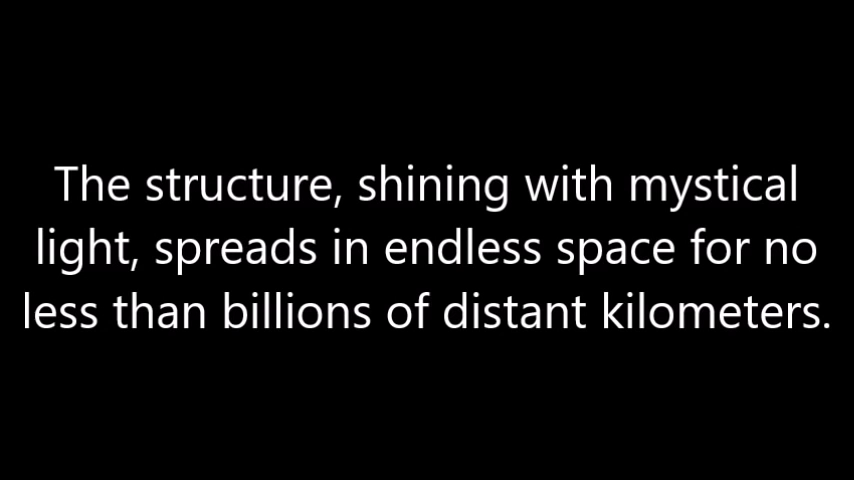 The structure, shining with mystical
light, spreads in endless space for no
less than billions of distant kilometers.